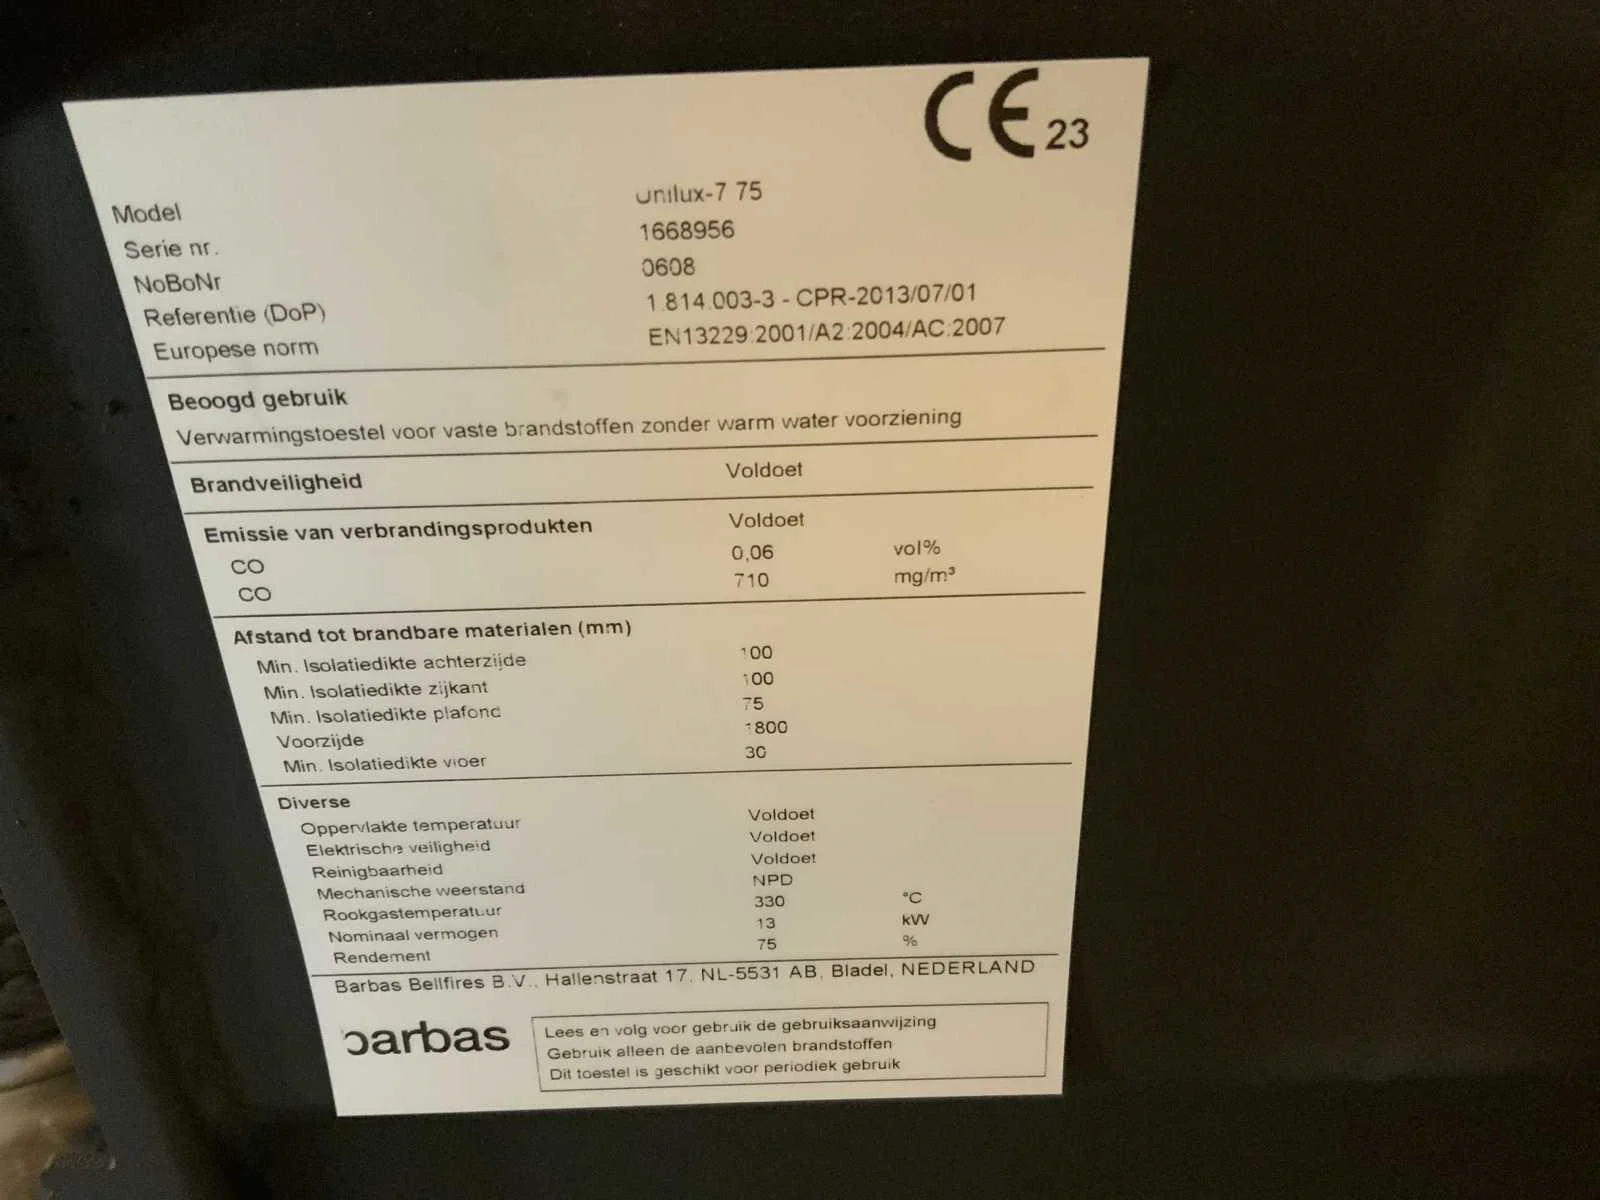 CE 23
Model Unilux-7 75
Serie nr. 1668956
NoBoNr 0608
Referentie (DoP) 1.814.003-3 - CPR-2013/07/01
Europese norm EN13229:2001/A2:2004/AC:2007
Beoogd gebruik
Verwarmingstoestel voor vaste brandstoffen zonder warm water voorziening
Brandveiligheid Voldoet
Emissie van verbrandingsprodukten Voldoet
CO 0,06 vol%
CO 710 mg/m³
Afstand tot brandbare materialen (mm)
Min. Isolatiedikte achterzijde 100
Min. Isolatiedikte zijkant 100
Min. Isolatiedikte plafond 75
Voorzijde 1800
Min. Isolatiedikte vloer 30
Diverse
Oppervlakte temperatuur Voldoet
Elektrische veiligheid Voldoet
Reinigbaarheid Voldoet
Mechanische weerstand NPD
Rookgastemperatuur 330 °C
Nominaal vermogen 13 kW
Rendement 75 %
Barbas Bellfires B.V., Hallenstraat 17, NL-5531 AB, Bladel, NEDERLAND
barbas
Lees en volg voor gebruik de gebruiksaanwijzing
Gebruik alleen de aanbevolen brandstoffen
Dit toestel is geschikt voor periodiek gebruik